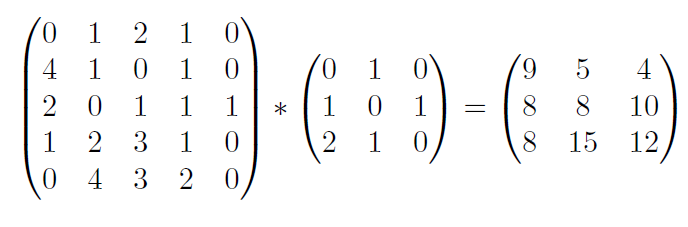 0 1 2 1 0
4 1 0 1 0
2 0 1 1 1
1 2 3 1 0
0 4 3 2 0
*
0 1 0
1 0 1
2 1 0
=
9 5 4
8 8 10
8 15 12